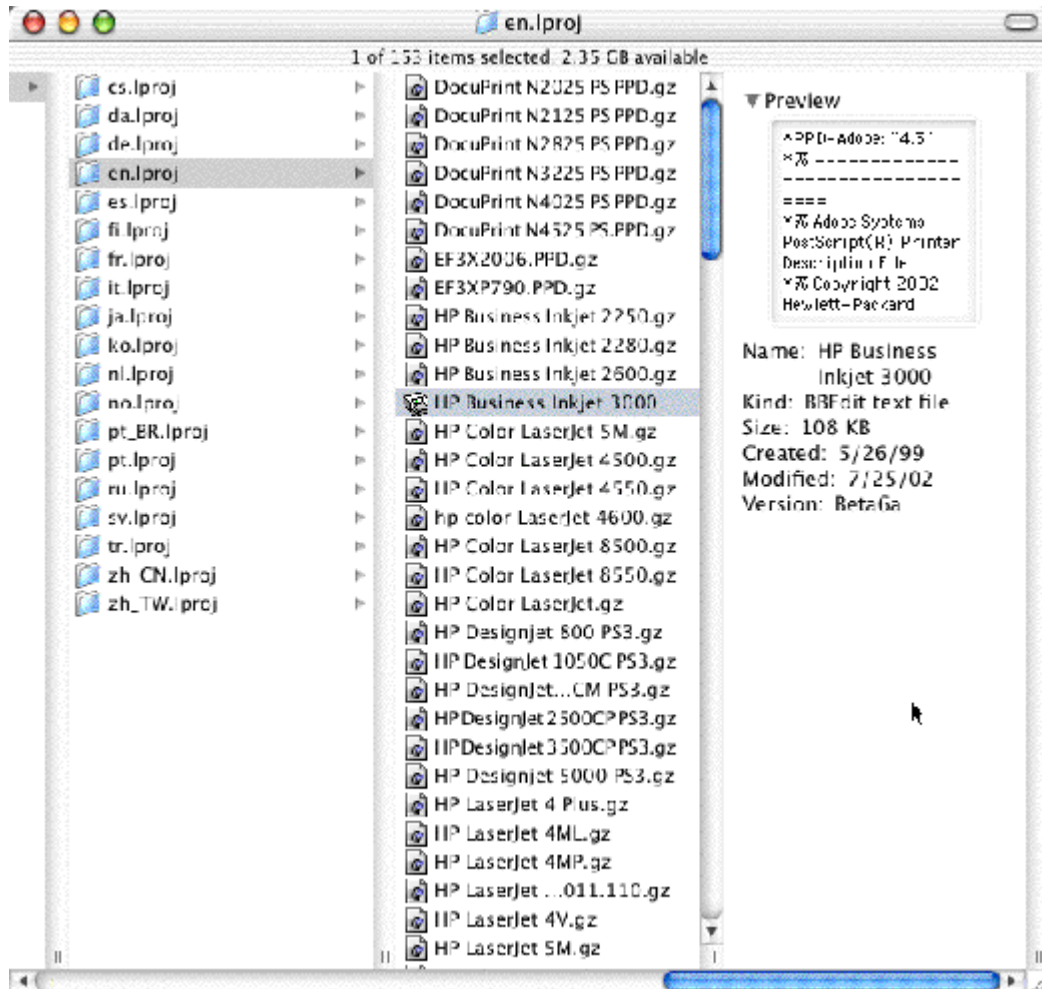 en.lproj
1 of 153 items selected, 2.35 GB available
cs.lproj
da.lproj
de.lproj
en.lproj
es.lproj
fi.lproj
fr.lproj
it.lproj
ja.lproj
ko.lproj
nl.lproj
no.lproj
pt_BR.lproj
pt.lproj
ru.lproj
sv.lproj
tr.lproj
zh_CN.lproj
zh_TW.lproj
DocuPrint N2025 PS.PPD.gz
DocuPrint N2125 PS.PPD.gz
DocuPrint N2825 PS.PPD.gz
DocuPrint N3225 PS.PPD.gz
DocuPrint N4025 PS.PPD.gz
DocuPrint N4525 PS.PPD.gz
EF3X2006.PPD.gz
EF3XP790.PPD.gz
HP Business Inkjet 2250.gz
HP Business Inkjet 2280.gz
HP Business Inkjet 2600.gz
HP Business Inkjet 3000
HP Color LaserJet 5M.gz
HP Color LaserJet 4500.gz
HP Color LaserJet 4550.gz
hp color LaserJet 4600.gz
HP Color LaserJet 8500.gz
HP Color LaserJet 8550.gz
HP Color LaserJet.gz
HP Designjet 800 PS3.gz
HP DesignJet 1050C PS3.gz
HP DesignJet...CM PS3.gz
HPDesignJet2500CPPS3.gz
HPDesignJet3500CPPS3.gz
HP Designjet 5000 PS3.gz
HP LaserJet 4 Plus.gz
HP LaserJet 4ML.gz
HP LaserJet 4MP.gz
HP LaserJet ...011.110.gz
HP LaserJet 4V.gz
HP LaserJet 5M.gz
Preview
*PPD-Adobe: "4.3"
*% -------------
----------------
====
*% Adobe Systems
PostScript(R) Printer
Description File
*% Copyright 2002
Hewlett-Packard
Name: HP Business
Inkjet 3000
Kind: BBEdit text file
Size: 108 KB
Created: 5/26/99
Modified: 7/25/02
Version: Beta6a